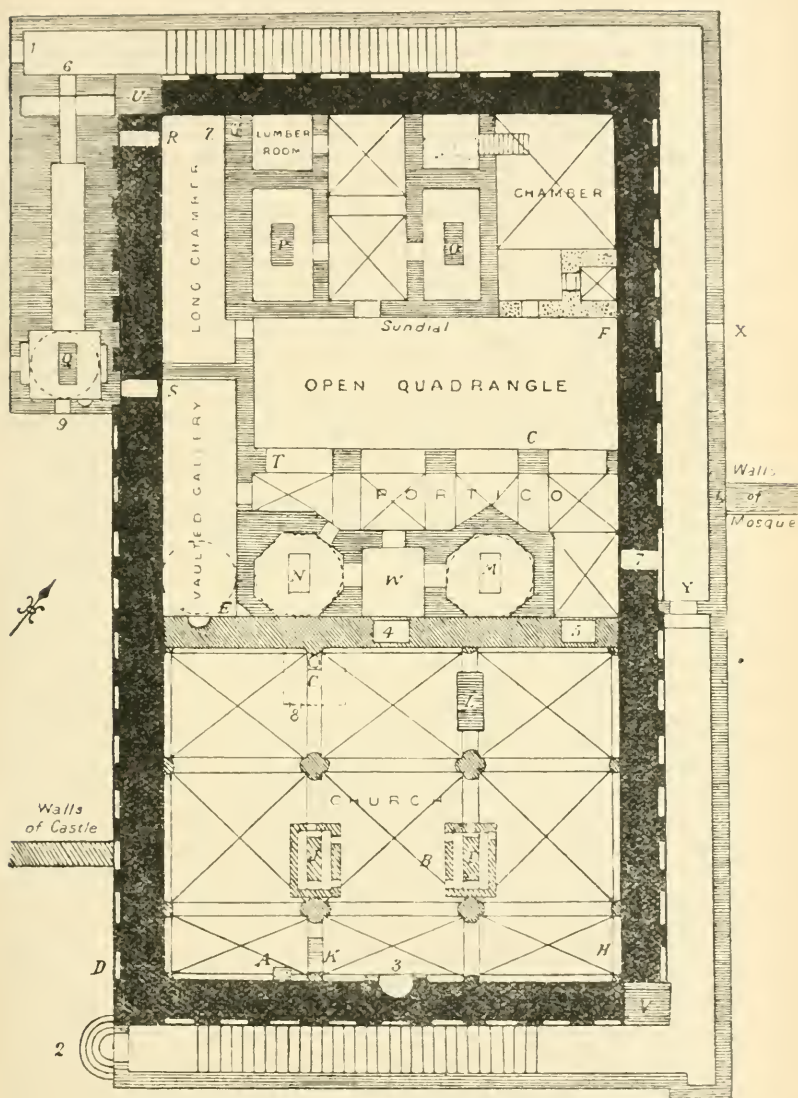 1
6
U
R
7
E
LUMBER
ROOM
LONG CHAMBER
CHAMBER
P
O
Sundial
F
X
Q
S
OPEN QUADRANGLE
9
C
VAULTED GALLERY
T
PORTICO
Walls
of
Mosque
N
W
M
7
Y
E
4
5
G
8
L
CHURCH
Walls
of Castle
B
D
A
K
3
H
V
2